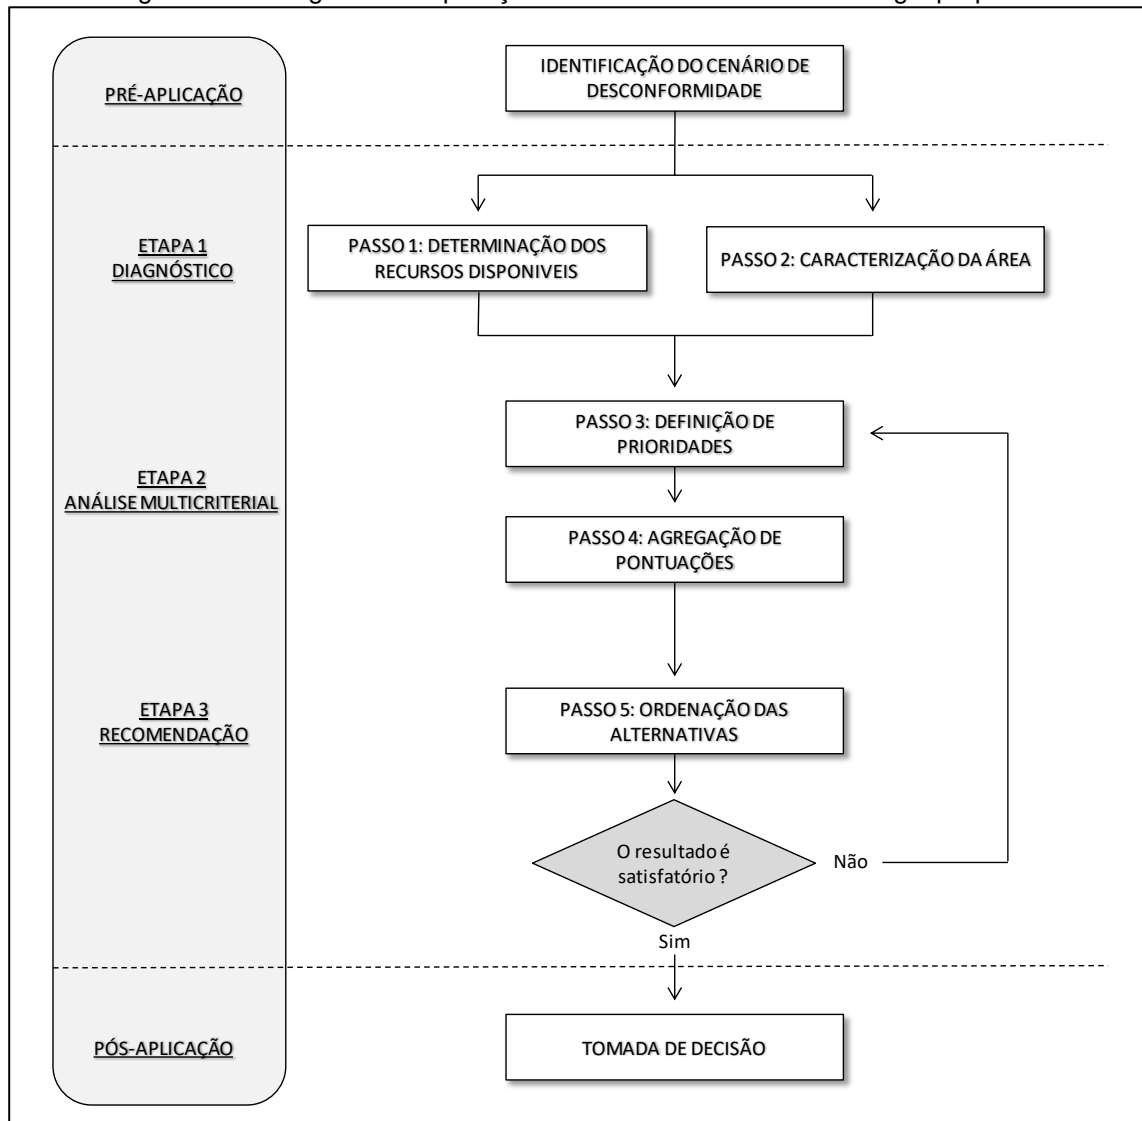 PRÉ-APLICAÇÃO
IDENTIFICAÇÃO DO CENÁRIO DE
DESCONFORMIDADE
ETAPA 1
DIAGNÓSTICO
PASSO 1: DETERMINAÇÃO DOS
RECURSOS DISPONIVEIS
PASSO 2: CARACTERIZAÇÃO DA ÁREA
ETAPA 2
ANÁLISE MULTICRITERIAL
PASSO 3: DEFINIÇÃO DE
PRIORIDADES
PASSO 4: AGREGAÇÃO DE
PONTUAÇÕES
ETAPA 3
RECOMENDAÇÃO
PASSO 5: ORDENAÇÃO DAS
ALTERNATIVAS
O resultado é
satisfatório ?
Não
Sim
PÓS-APLICAÇÃO
TOMADA DE DECISÃO